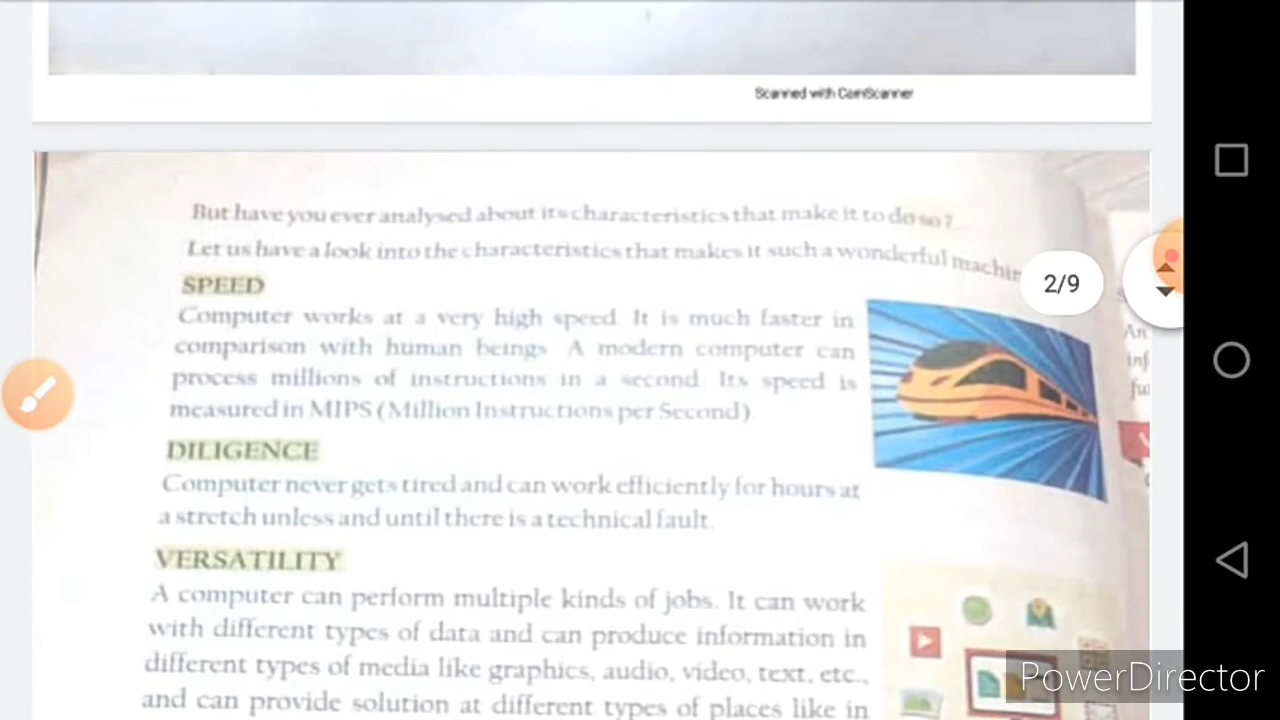 Scanned with CamScanner
But have you ever analysed about its characteristics that make it to do so?
Let us have a look into the characteristics that makes it such a wonderful machin
2/9
SPEED
Computer works at a very high speed. It is much faster in
comparison with human beings. A modern computer can
process millions of instructions in a second. Its speed is
measured in MIPS (Million Instructions per Second)
An
inf
fu
DILIGENCE
Computer never gets tired and can work efficiently for hours at
a stretch unless and until there is a technical fault.
VERSATILITY
A computer can perform multiple kinds of jobs. It can work
with different types of data and can produce information in
different types of media like graphics, audio, video, text, etc.,
and can provide solution at different types of places like in
PowerDirector